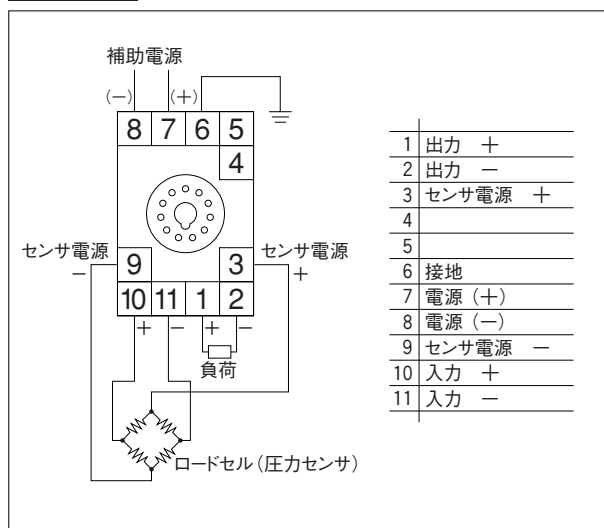 補助電源
(−) (+)
8 7 6 5
4
センサ電源
−
9
3
センサ電源
+
10 11 1 2
+ − + −
負荷
ロードセル（圧力センサ）
1 出力 +
2 出力 −
3 センサ電源 +
4
5
6 接地
7 電源（+）
8 電源（−）
9 センサ電源 −
10 入力 +
11 入力 −